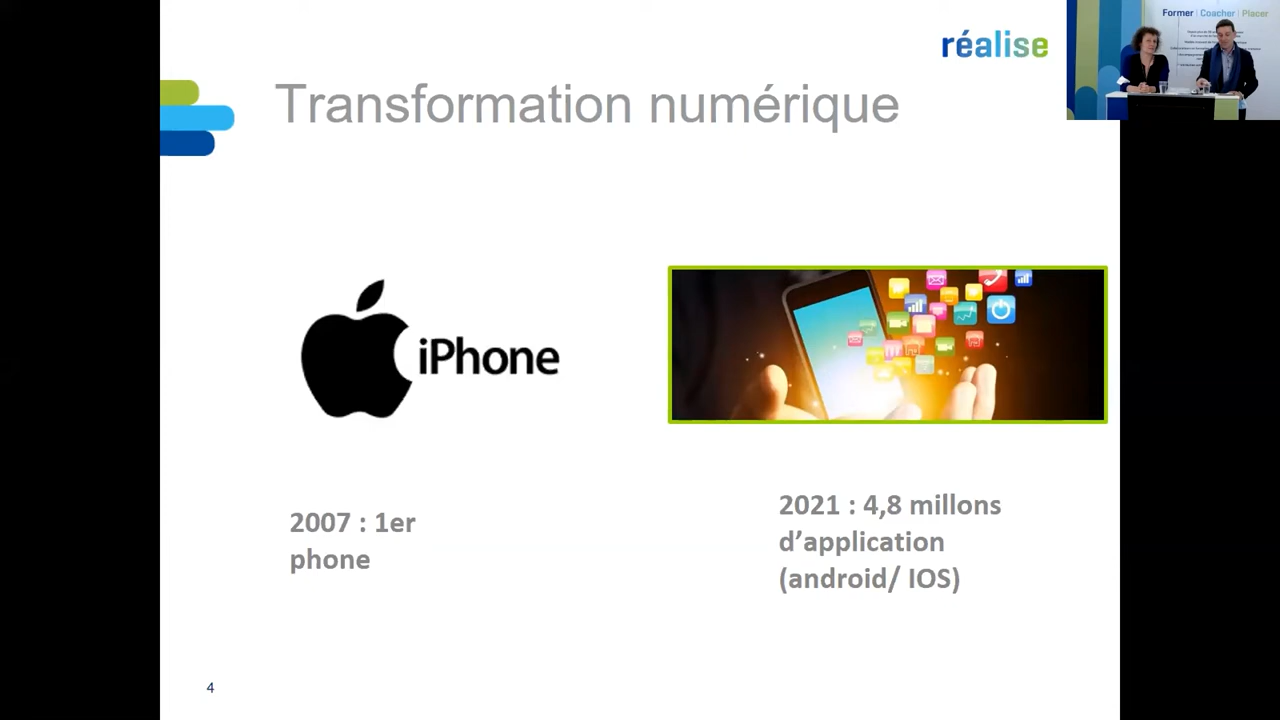 réalise
Former | Coacher | Placer
Transformation numérique
iPhone
2007 : 1er
phone
2021 : 4,8 millons
d’application
(android/ IOS)
4